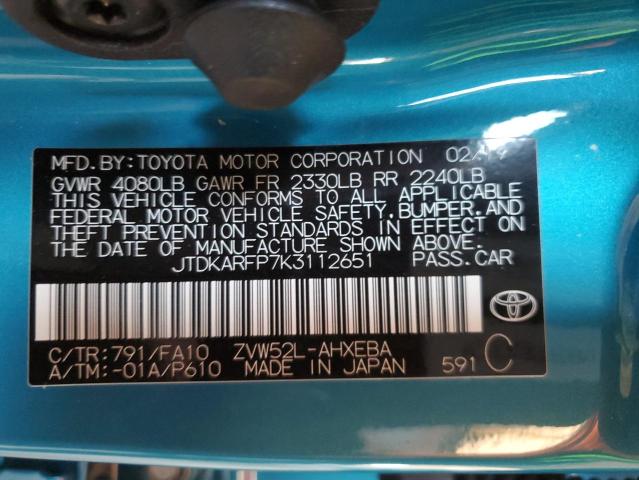 MFD. BY: TOYOTA MOTOR CORPORATION 02/19
GVWR 4080LB GAWR FR 2330LB RR 2240LB
THIS VEHICLE CONFORMS TO ALL APPLICABLE
FEDERAL MOTOR VEHICLE SAFETY, BUMPER, AND
THEFT PREVENTION STANDARDS IN EFFECT ON
THE DATE OF MANUFACTURE SHOWN ABOVE.
JTDKARFP7K3112651 PASS. CAR
C/TR: 791/FA10 ZVW52L-AHXEBA
A/TM: -01A/P610 MADE IN JAPAN 591 C